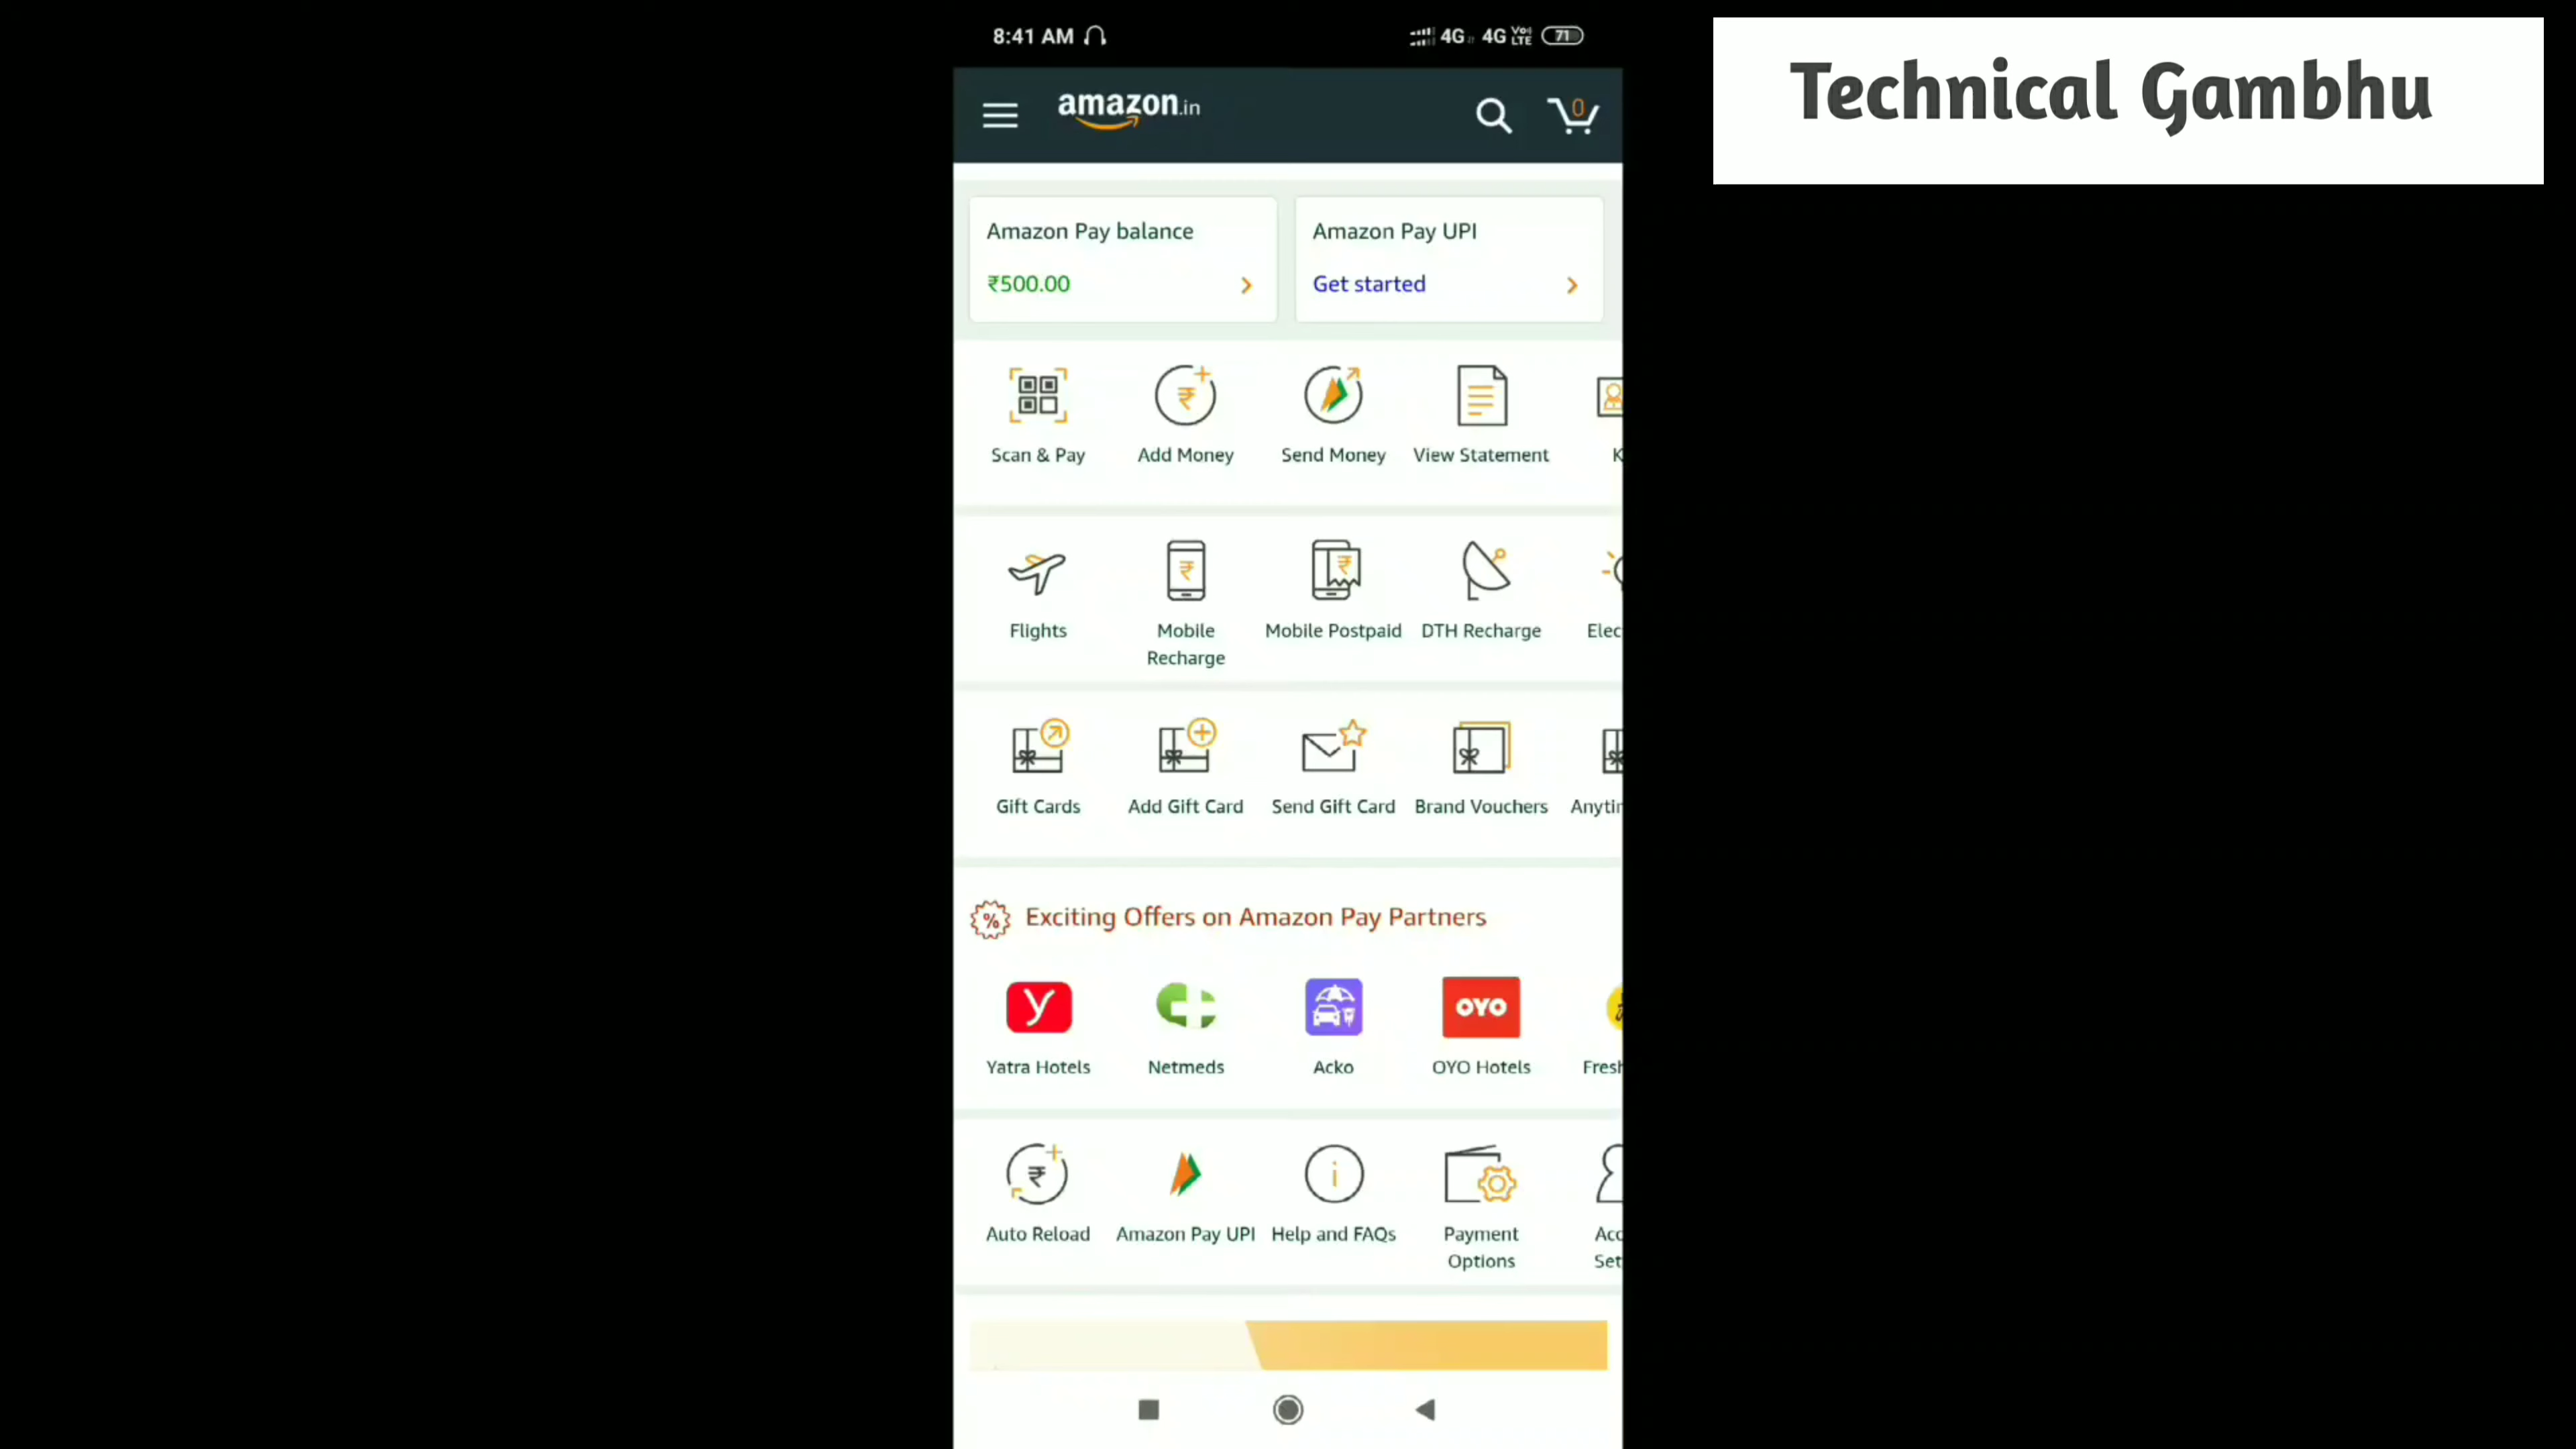 8:41 AM 4G 4G VoLTE 71
Technical Gambhu
amazon.in 0
Amazon Pay balance Amazon Pay UPI
₹500.00 Get started
Scan & Pay Add Money Send Money View Statement K
Flights Mobile Recharge Mobile Postpaid DTH Recharge Elec
Gift Cards Add Gift Card Send Gift Card Brand Vouchers Anytim
% Exciting Offers on Amazon Pay Partners
y OYO
Yatra Hotels Netmeds Acko OYO Hotels Fresh
Auto Reload Amazon Pay UPI Help and FAQs Payment Options Acc Set